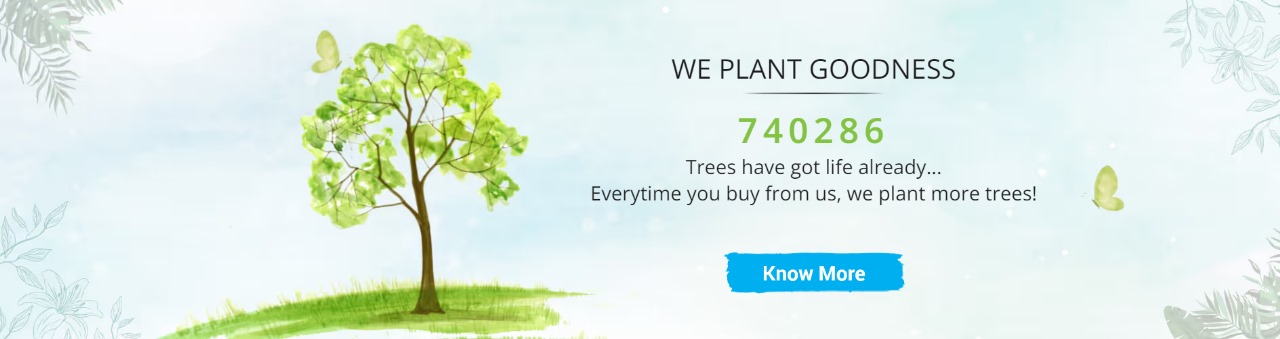 WE PLANT GOODNESS
740286
Trees have got life already...
Everytime you buy from us, we plant more trees!
Know More